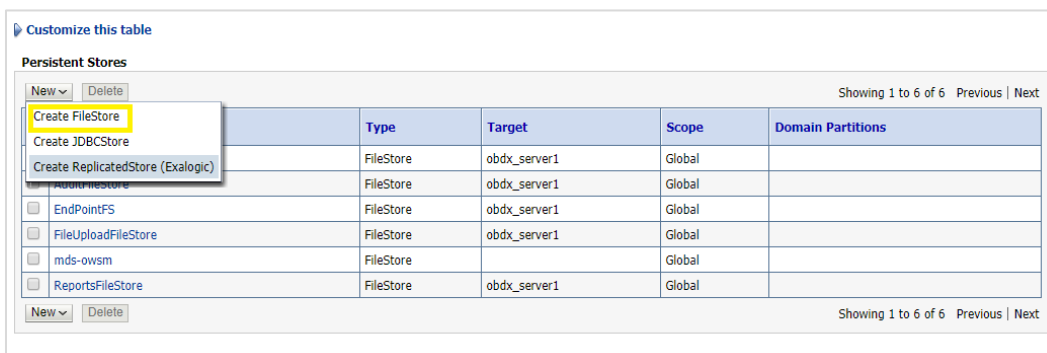 Customize this table
Persistent Stores
New Delete Showing 1 to 6 of 6 Previous | Next
Create FileStore
Create JDBCStore
Create ReplicatedStore (Exalogic)
Type Target Scope Domain Partitions
FileStore obdx_server1 Global
AuditFileStore FileStore obdx_server1 Global
EndPointFS FileStore obdx_server1 Global
FileUploadFileStore FileStore obdx_server1 Global
mds-owsm FileStore Global
ReportsFileStore FileStore obdx_server1 Global
New Delete Showing 1 to 6 of 6 Previous | Next